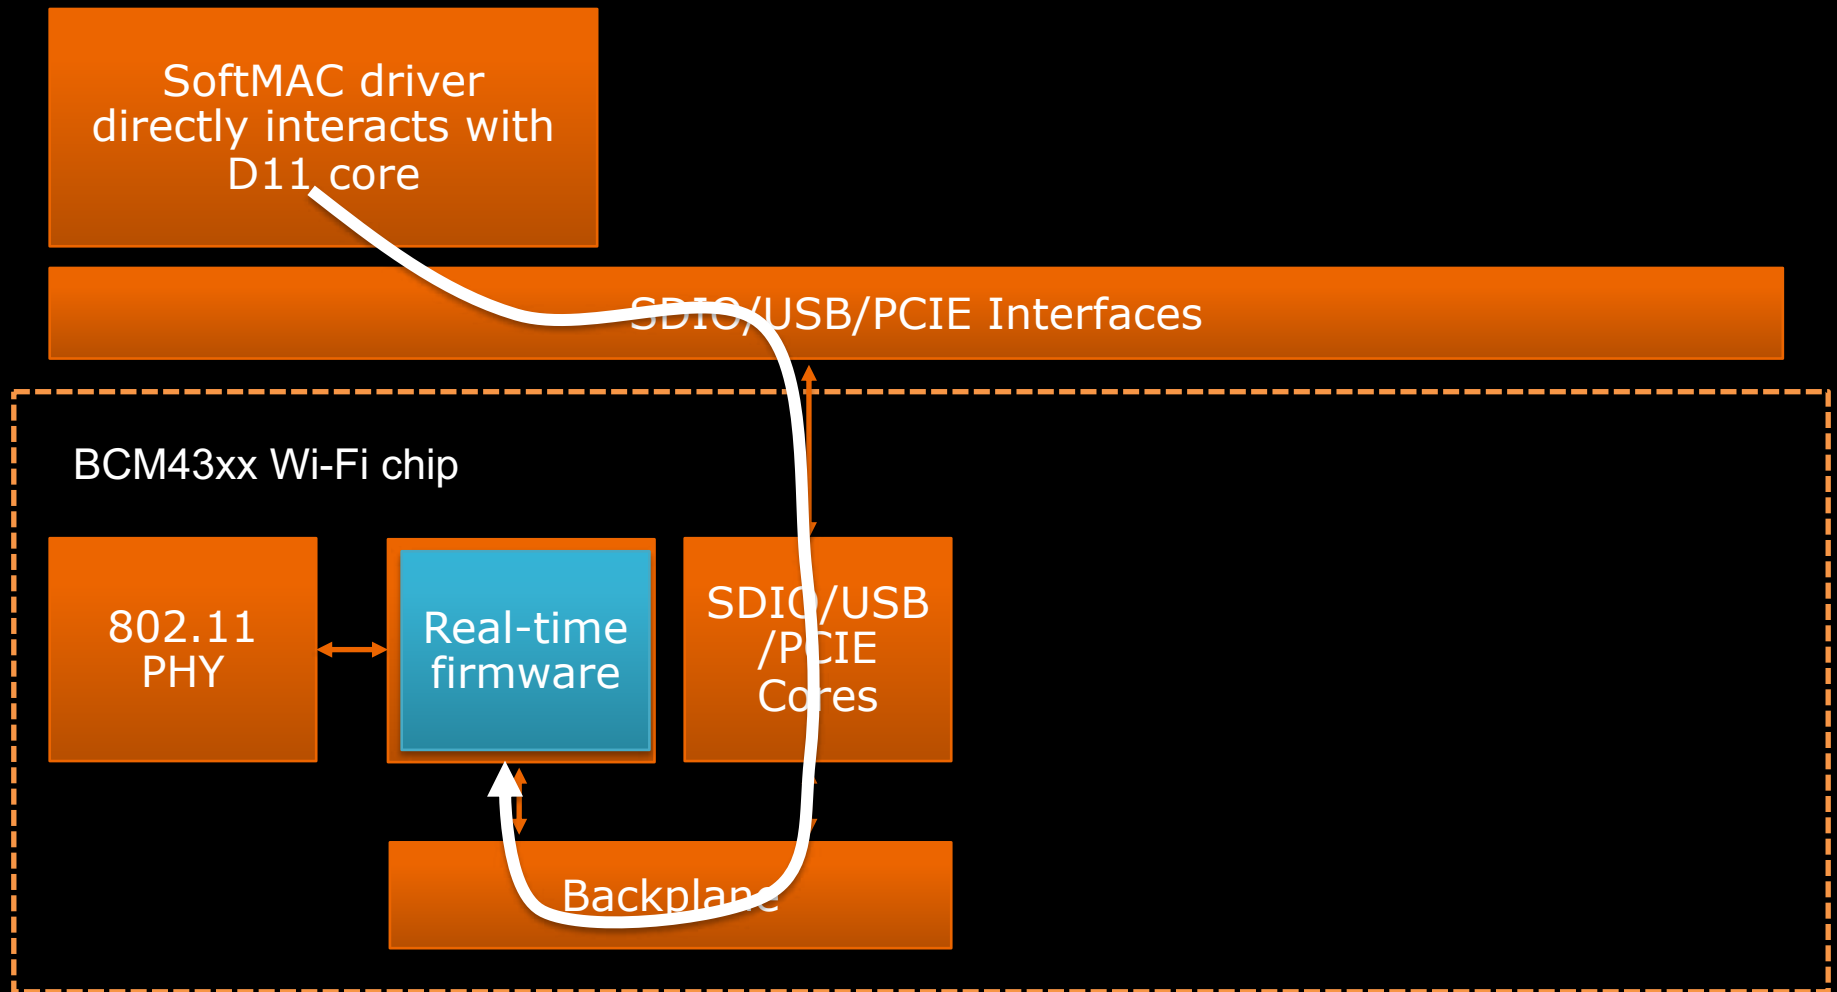 SoftMAC driver
directly interacts with
D11 core
SDIO/USB/PCIE Interfaces
BCM43xx Wi-Fi chip
802.11
PHY
Real-time
firmware
SDIO/USB
/PCIE
Cores
Backplane